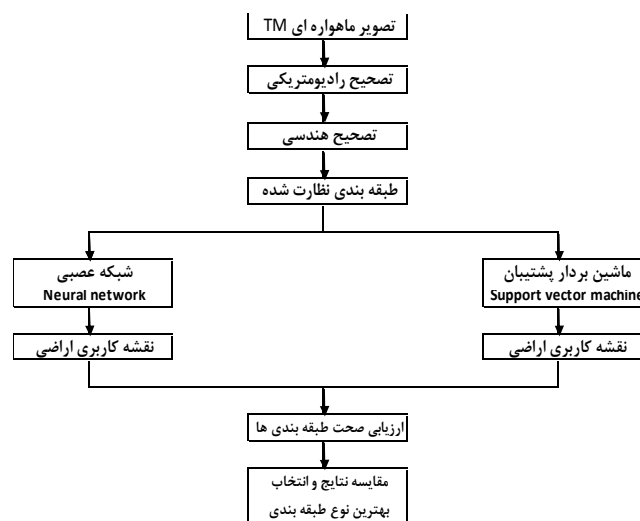 تصویر ماهواره ای TM
تصحیح رادیومتریکی
تصحیح هندسی
طبقه بندی نظارت شده
ماشین بردار پشتیبان
Support vector machine
شبکه عصبی
Neural network
نقشه کاربری اراضی
نقشه کاربری اراضی
ارزیابی صحت طبقه بندی ها
مقایسه نتایج و انتخاب
بهترین نوع طبقه بندی